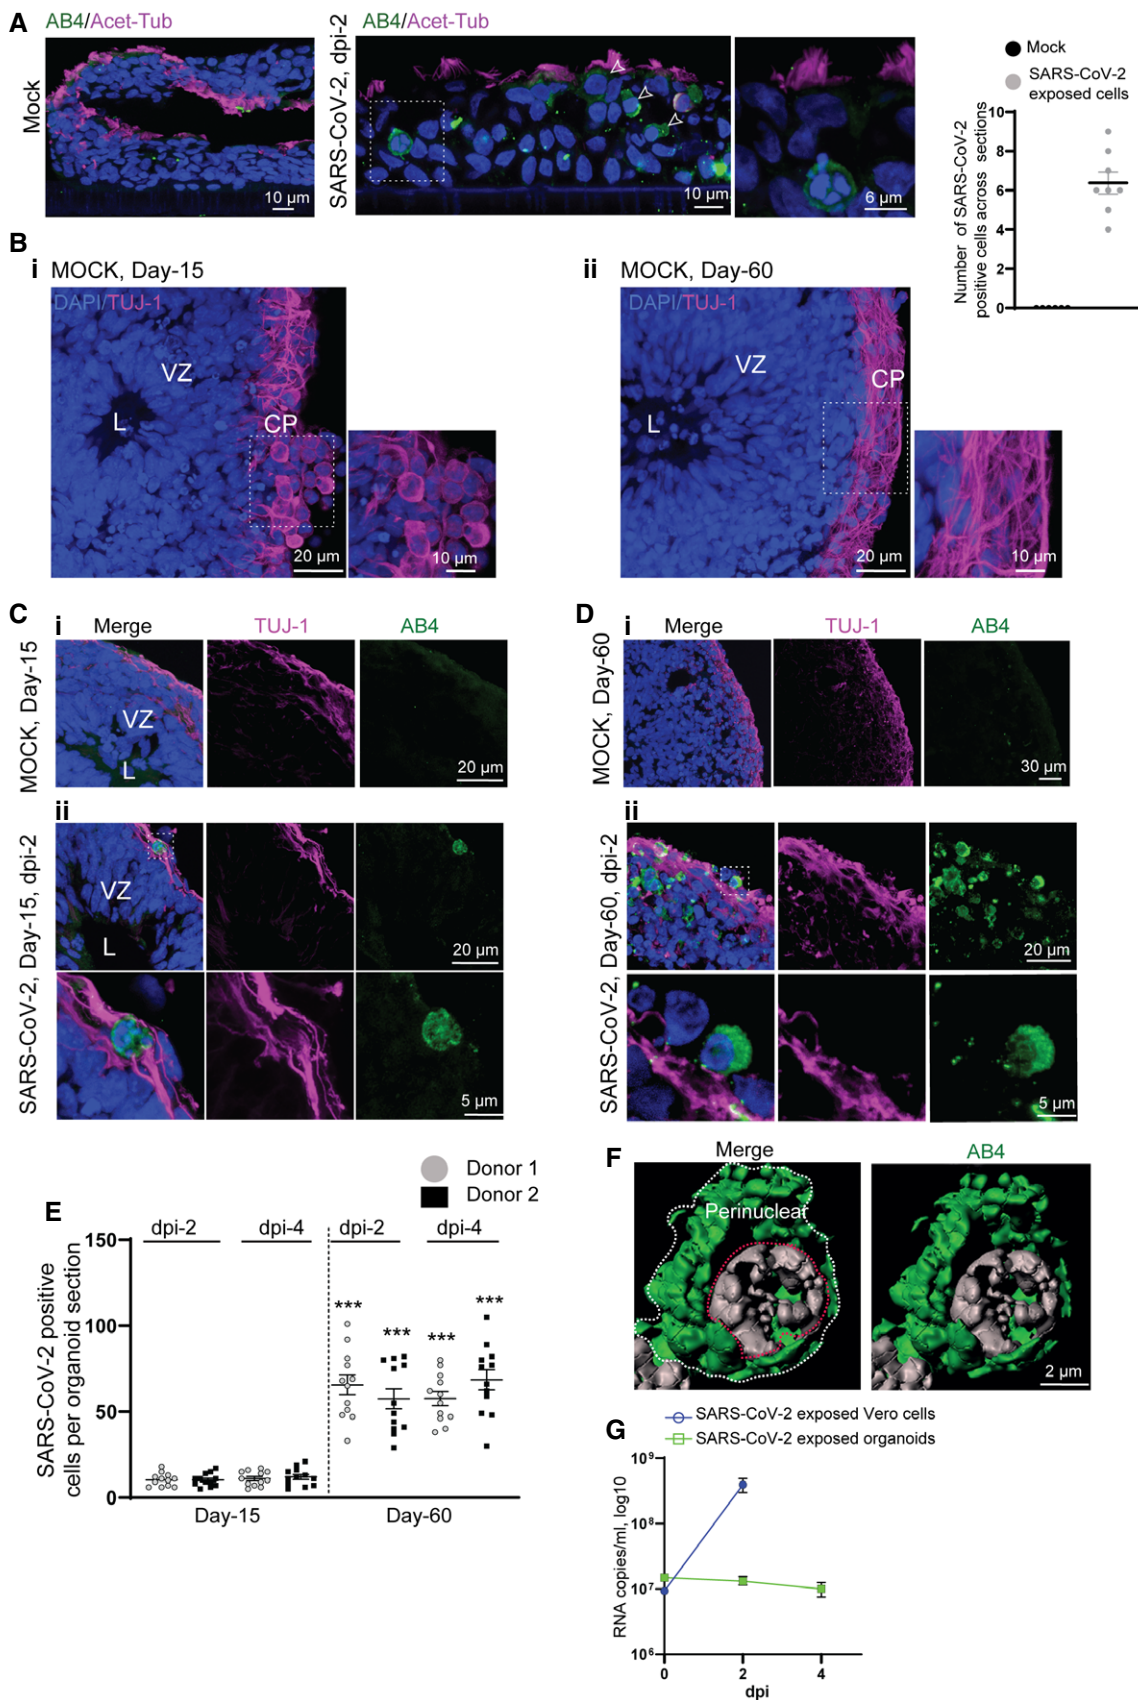 A
AB4/Acet-Tub
Mock
10 µm
AB4/Acet-Tub
SARS-CoV-2, dpi-2
10 µm
6 µm
Mock
SARS-CoV-2
exposed cells
Number of SARS-CoV-2
positive cells across sections
10
8
6
4
2
0
B
i
MOCK, Day-15
DAPI/TUJ-1
VZ
L
CP
20 µm
10 µm
ii
MOCK, Day-60
DAPI/TUJ-1
VZ
CP
L
20 µm
10 µm
C
i
Merge
TUJ-1
AB4
MOCK, Day-15
VZ
L
20 µm
ii
SARS-CoV-2, Day-15, dpi-2
VZ
L
20 µm
5 µm
D
i
Merge
TUJ-1
AB4
MOCK, Day-60
30 µm
ii
SARS-CoV-2, Day-60, dpi-2
20 µm
5 µm
E
Donor 1
Donor 2
dpi-2
dpi-4
dpi-2
dpi-4
SARS-CoV-2 positive
cells per organoid section
150
100
50
0
***
***
***
***
Day-15
Day-60
F
Merge
AB4
Perinuclear
2 µm
G
SARS-CoV-2 exposed Vero cells
SARS-CoV-2 exposed organoids
RNA copies/ml, log10
10⁹
10⁸
10⁷
10⁶
0
2
4
dpi